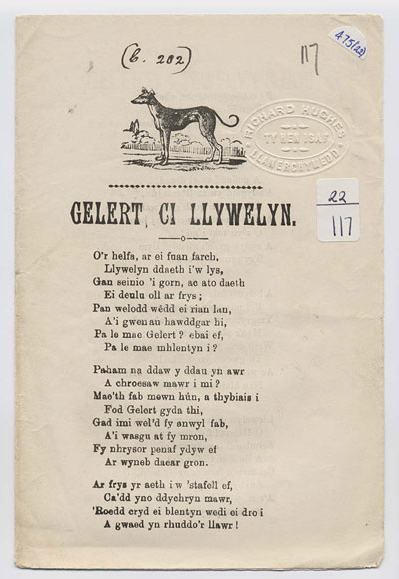 (b. 202)
117
475(22)
RICHARD HUGHES
TY HEN ISAF
LLANERCHYMEDD
GELERT, CI LLYWELYN.
22
117
O'r helfa, ar ei fuan farch,
Llywelyn ddaeth i'w lys,
Gan seinio 'i gorn, ac ato daeth
Ei deulu oll ar frys;
Pan welodd wêdd ei rian lan,
A'i gwenau hawddgar hi,
Pa le mae Gelert? ebai ef,
Pa le mae mhlentyn i?
Paham na ddaw y ddau yn awr
A chroesaw mawr i mi?
Mae'th fab mewn hûn, a thybiais i
Fod Gelert gyda thi,
Gad imi wel'd fy anwyl fab,
A'i wasgu at fy mron,
Fy nhrysor penaf ydyw ef
Ar wyneb daear gron.
Ar frys yr aeth i w 'stafell ef,
Ca'dd yno ddychryn mawr,
'Roedd cryd ei blentyn wedi ei dro i
A gwaed yn rhuddo'r llawr!